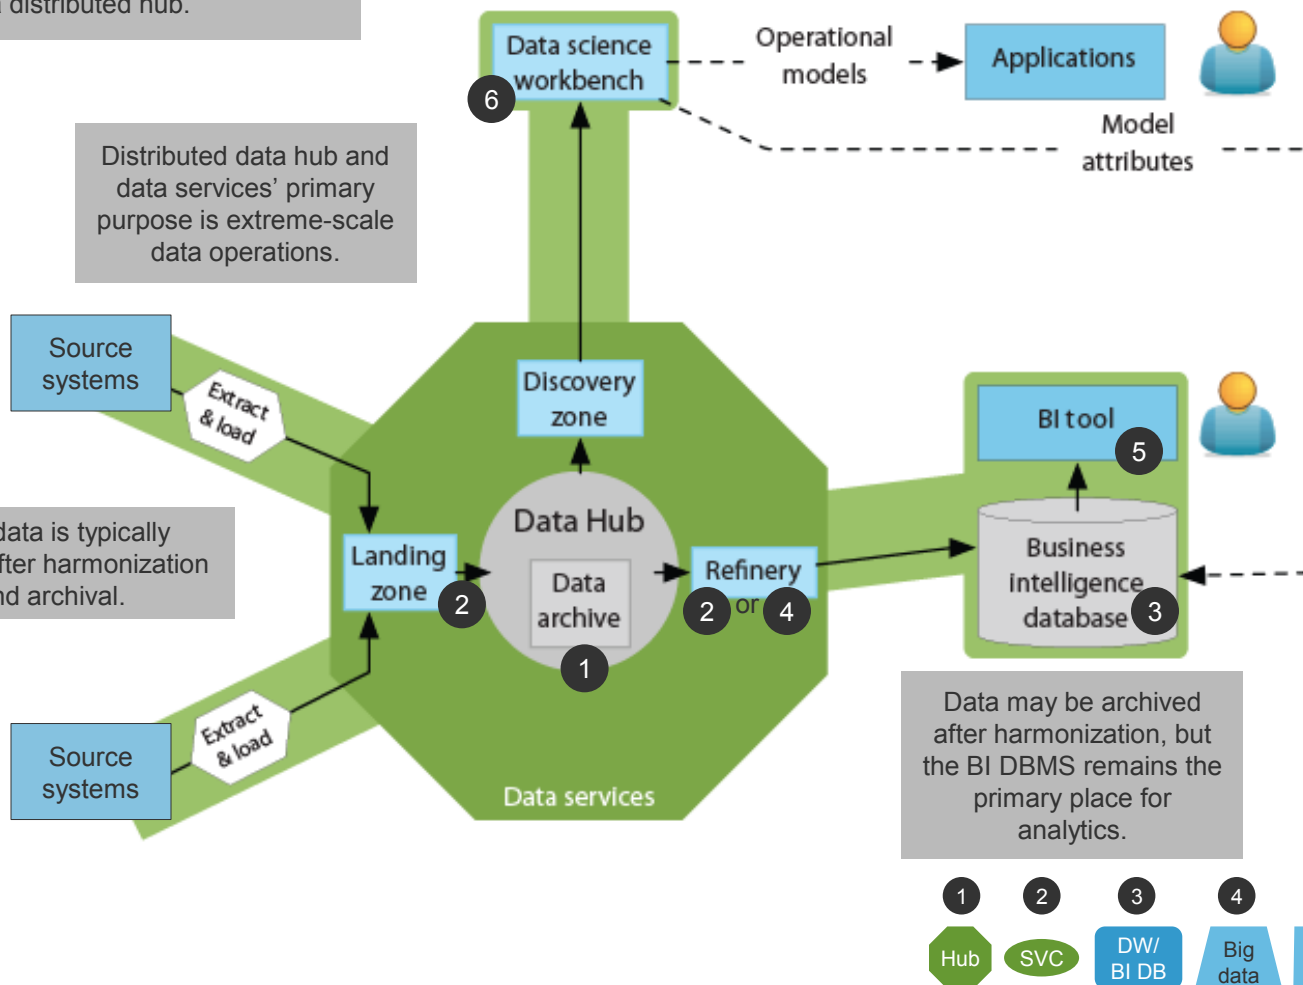 a distributed hub.
Data science
workbench
6
Operational
models
Applications
Model
attributes
Distributed data hub and
data services’ primary
purpose is extreme-scale
data operations.
Source
systems
Extract
& load
Discovery
zone
BI tool
5
data is typically
after harmonization
and archival.
Landing
zone
2
Data Hub
Data
archive
1
Refinery
2 or 4
Business
intelligence
database
3
Source
systems
Extract
& load
Data services
Data may be archived
after harmonization, but
the BI DBMS remains the
primary place for
analytics.
1 2 3 4
Hub
SVC
DW/
BI DB
Big
data